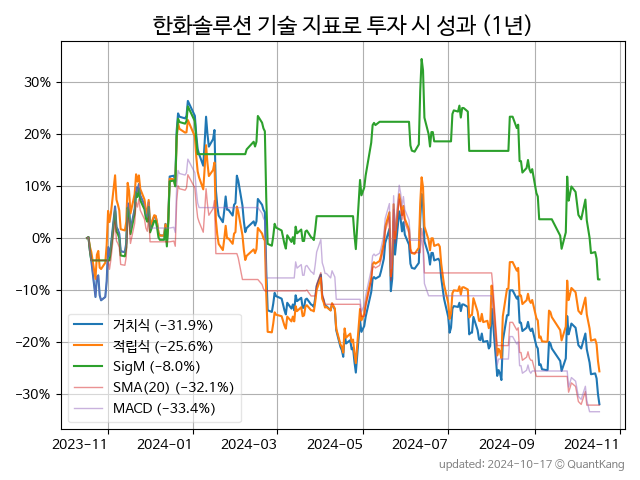 한화솔루션 기술 지표로 투자 시 성과 (1년)
30%
20%
10%
0%
−10%
−20%
−30%
거치식 (−31.9%)
적립식 (−25.6%)
SigM (−8.0%)
SMA(20) (−32.1%)
MACD (−33.4%)
2023-11
2024-01
2024-03
2024-05
2024-07
2024-09
2024-11
updated: 2024-10-17 © QuantKang